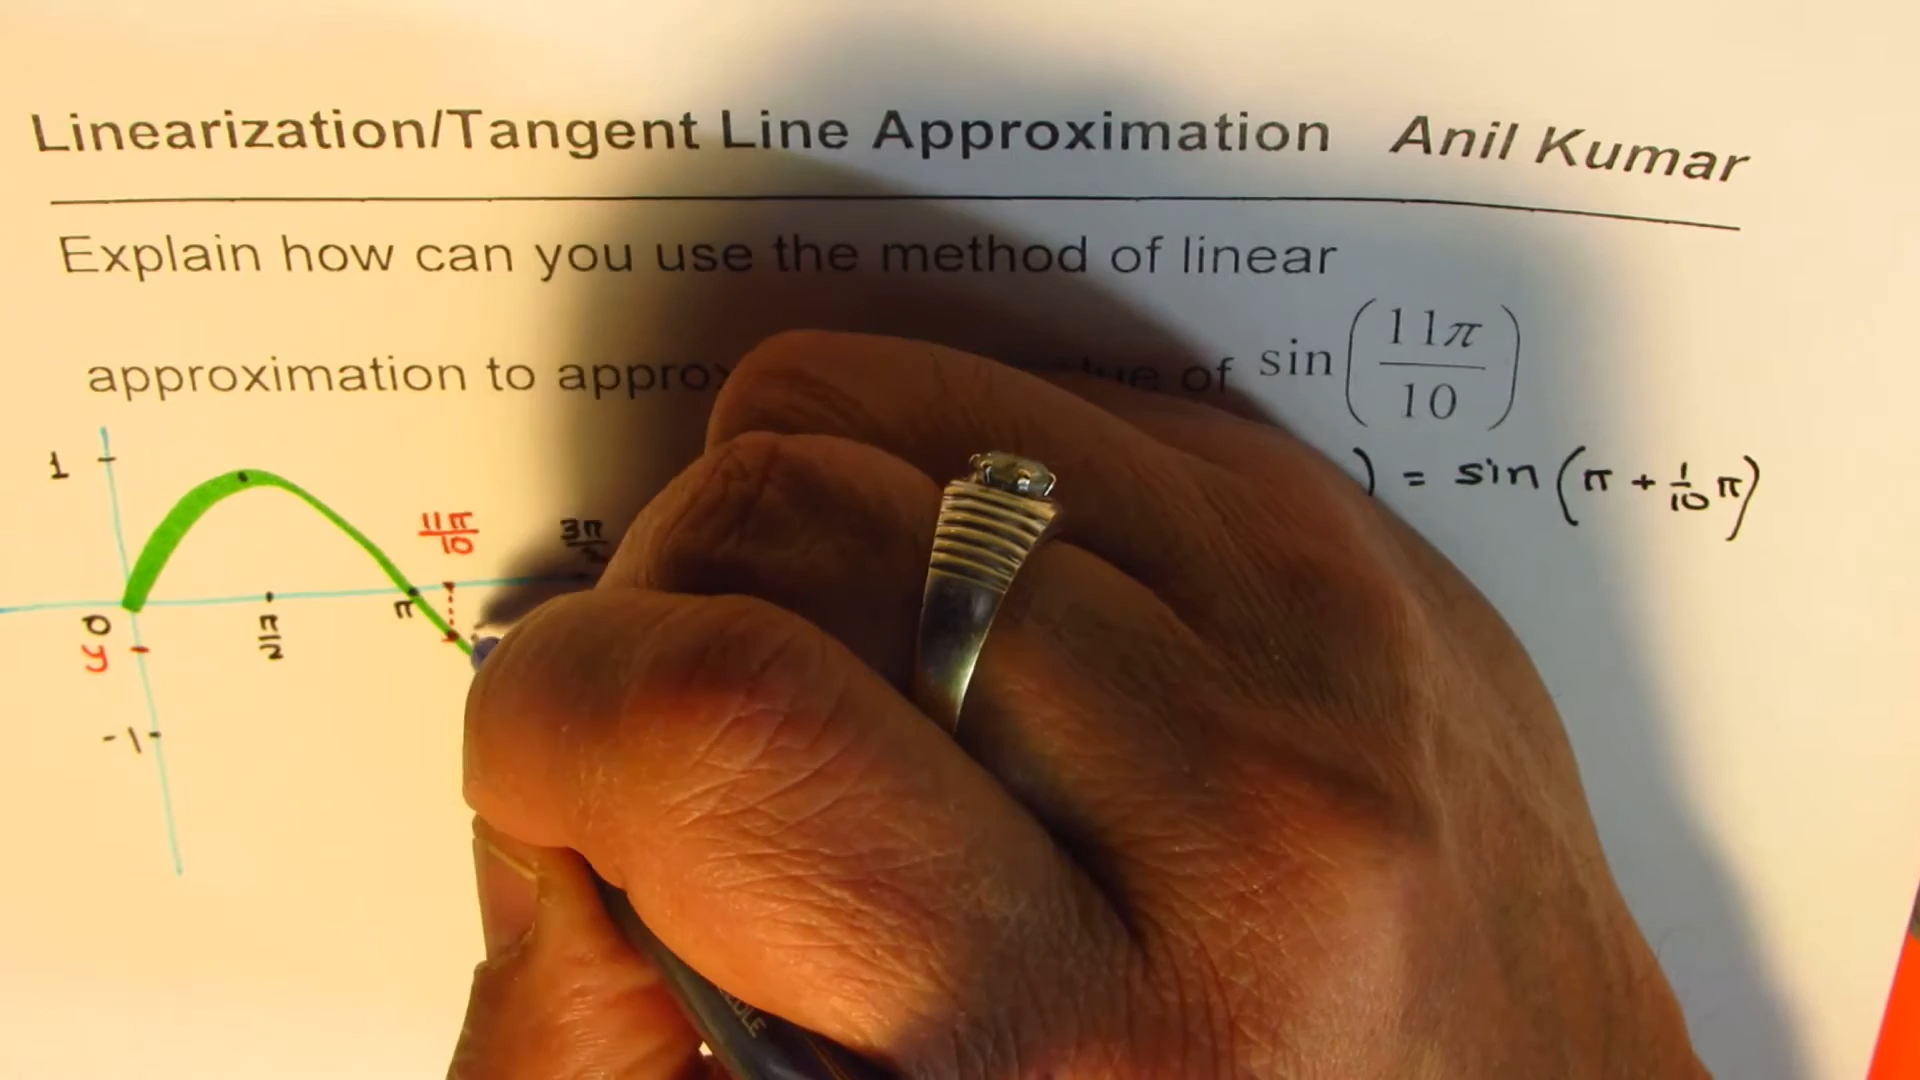 Linearization/Tangent Line Approximation Anil Kumar
Explain how can you use the method of linear
approximation to of sin(11π/10)
) = sin(π + 1/10 π)
1
11π/10
3π
0
π/2
π
y
-1